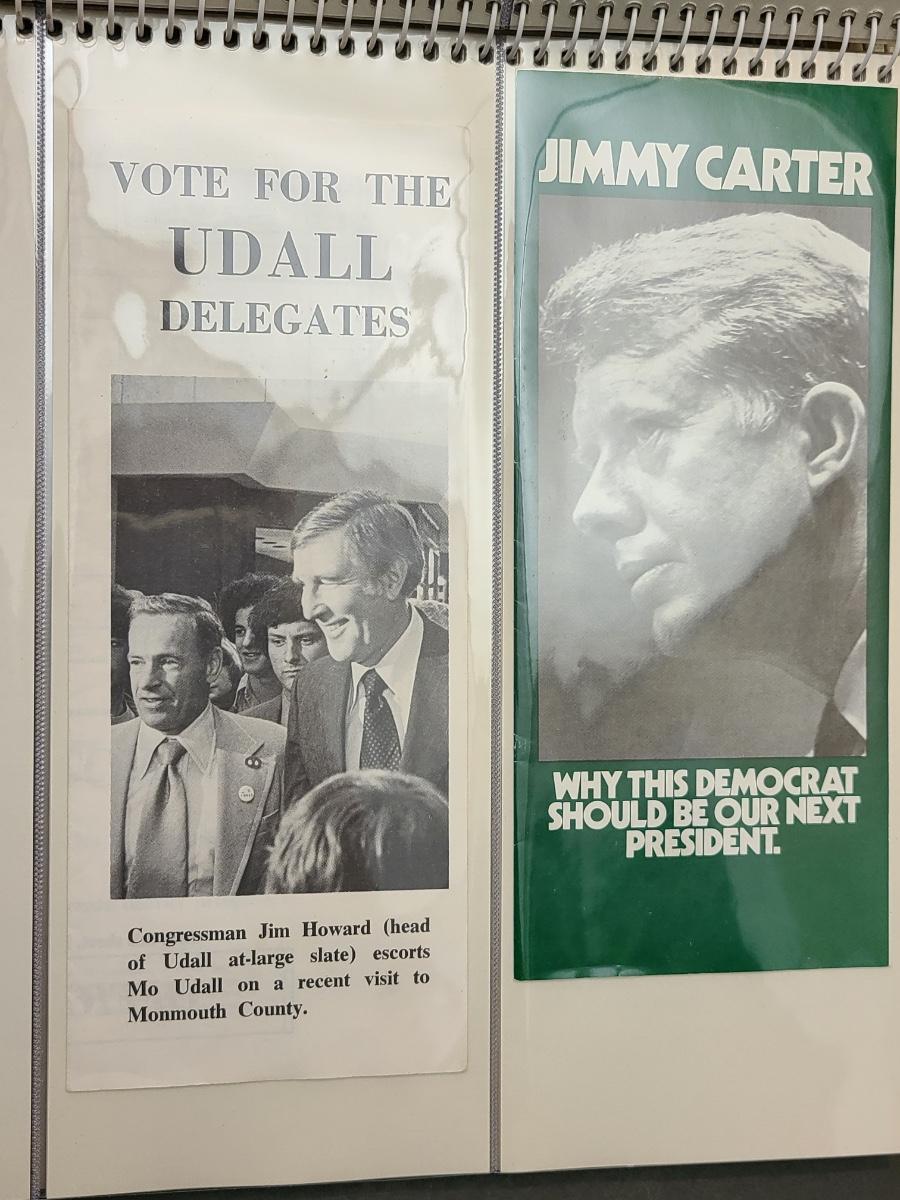 VOTE FOR THE
UDALL
DELEGATES
Congressman Jim Howard (head
of Udall at-large slate) escorts
Mo Udall on a recent visit to
Monmouth County.
JIMMY CARTER
WHY THIS DEMOCRAT
SHOULD BE OUR NEXT
PRESIDENT.